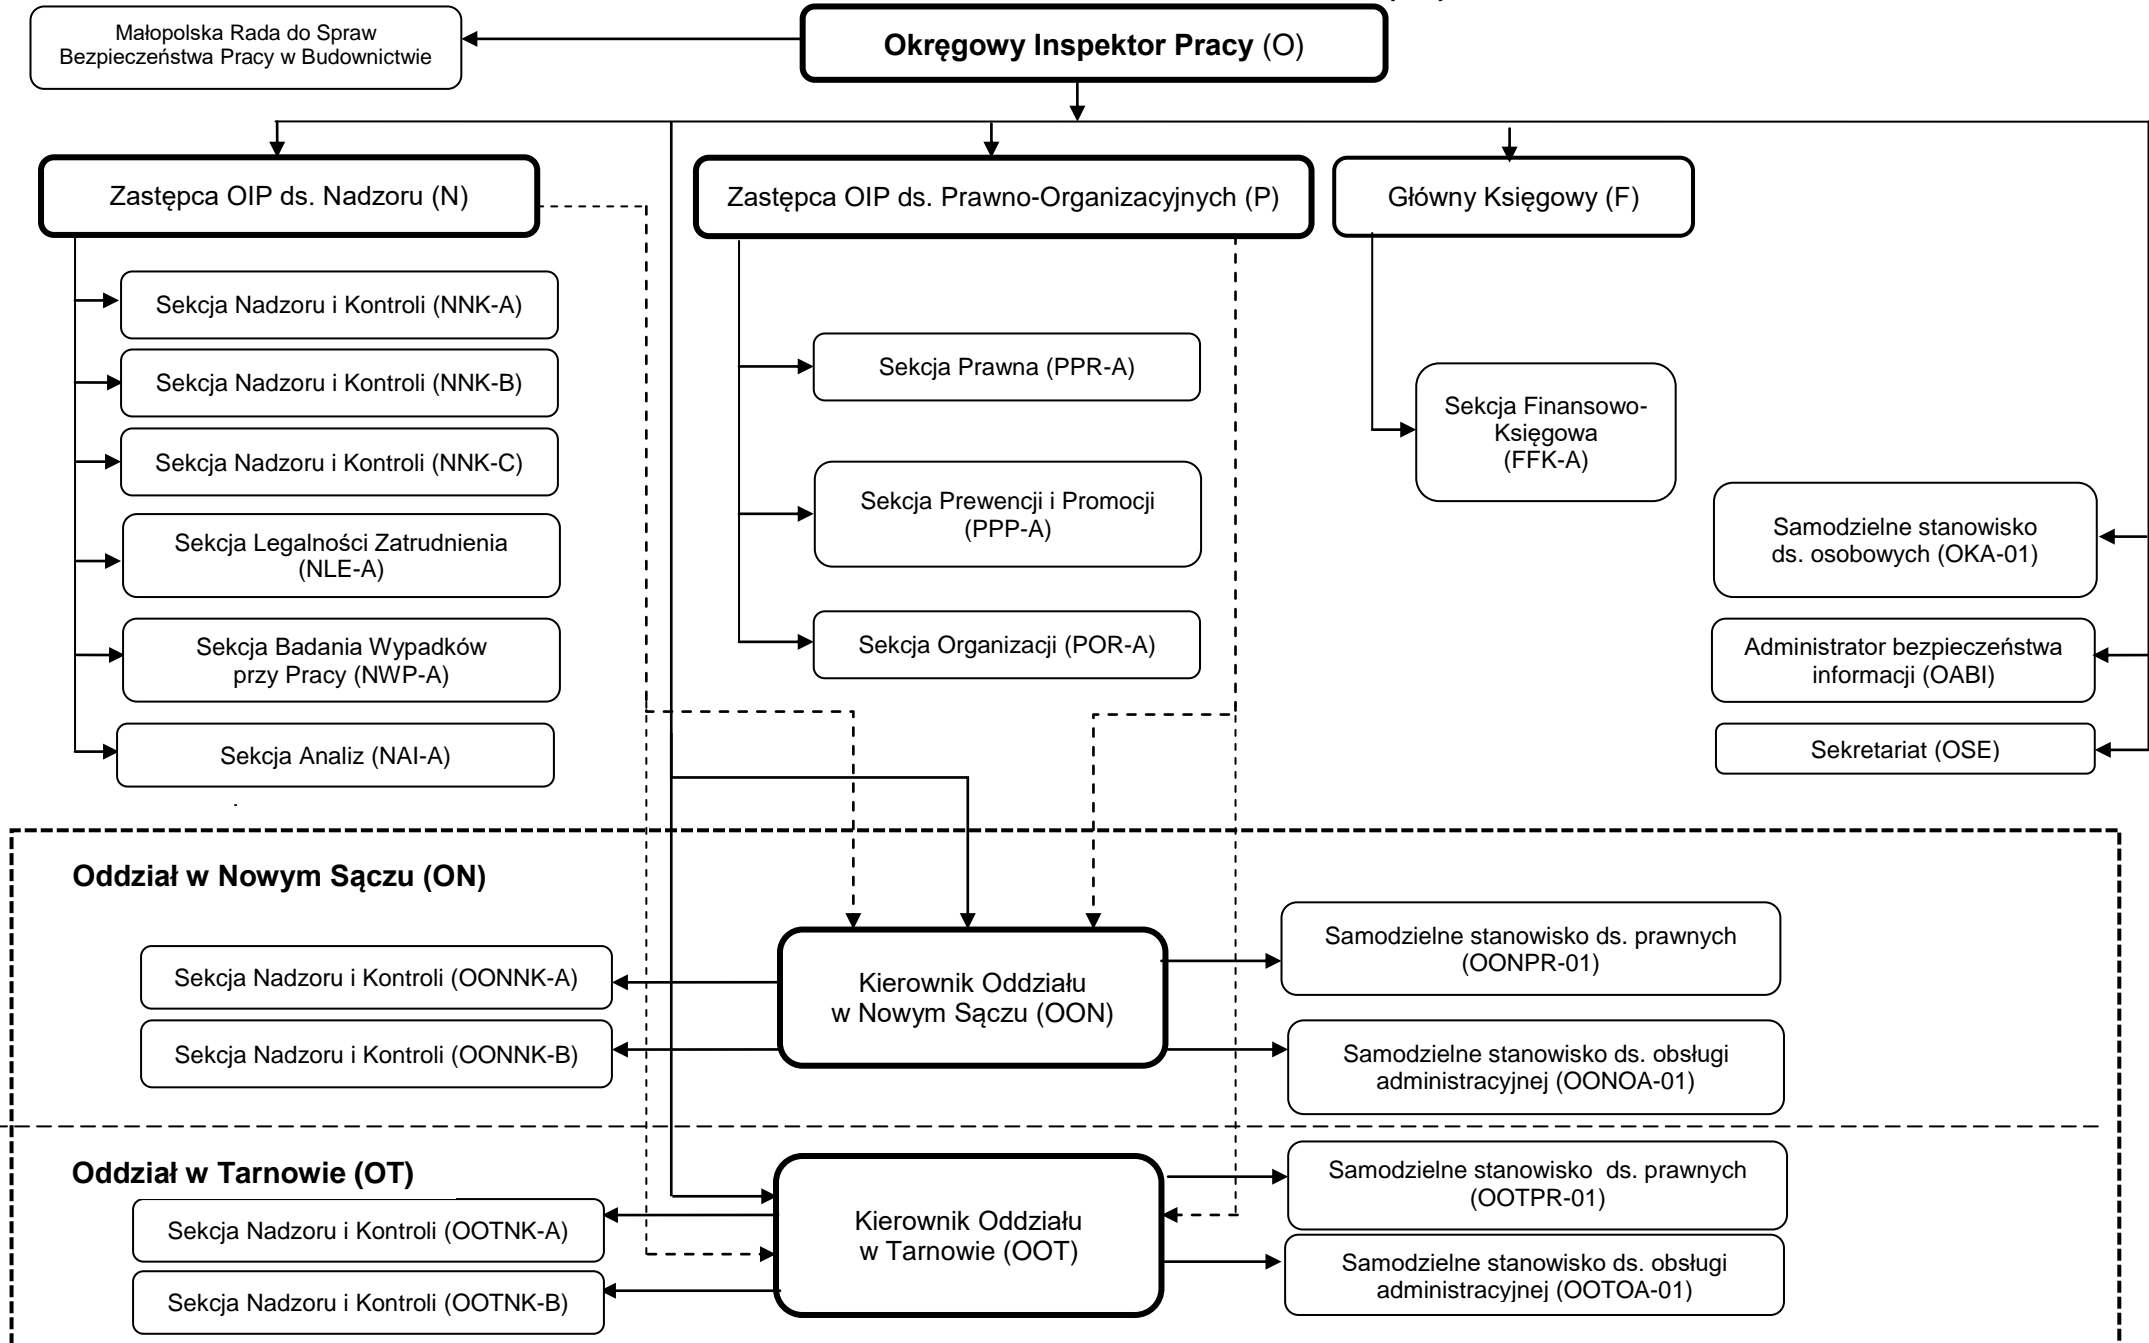 Małopolska Rada do Spraw
Bezpieczeństwa Pracy w Budownictwie
Okręgowy Inspektor Pracy (O)
Zastępca OIP ds. Nadzoru (N)
Zastępca OIP ds. Prawno-Organizacyjnych (P)
Główny Księgowy (F)
Sekcja Nadzoru i Kontroli (NNK-A)
Sekcja Nadzoru i Kontroli (NNK-B)
Sekcja Nadzoru i Kontroli (NNK-C)
Sekcja Legalności Zatrudnienia
(NLE-A)
Sekcja Badania Wypadków
przy Pracy (NWP-A)
Sekcja Analiz (NAI-A)
Sekcja Prawna (PPR-A)
Sekcja Prewencji i Promocji
(PPP-A)
Sekcja Organizacji (POR-A)
Sekcja Finansowo-
Księgowa
(FFK-A)
Samodzielne stanowisko
ds. osobowych (OKA-01)
Administrator bezpieczeństwa
informacji (OABI)
Sekretariat (OSE)
Oddział w Nowym Sączu (ON)
Sekcja Nadzoru i Kontroli (OONNK-A)
Sekcja Nadzoru i Kontroli (OONNK-B)
Kierownik Oddziału
w Nowym Sączu (OON)
Samodzielne stanowisko ds. prawnych
(OONPR-01)
Samodzielne stanowisko ds. obsługi
administracyjnej (OONOA-01)
Oddział w Tarnowie (OT)
Sekcja Nadzoru i Kontroli (OOTNK-A)
Sekcja Nadzoru i Kontroli (OOTNK-B)
Kierownik Oddziału
w Tarnowie (OOT)
Samodzielne stanowisko ds. prawnych
(OOTPR-01)
Samodzielne stanowisko ds. obsługi
administracyjnej (OOTOA-01)